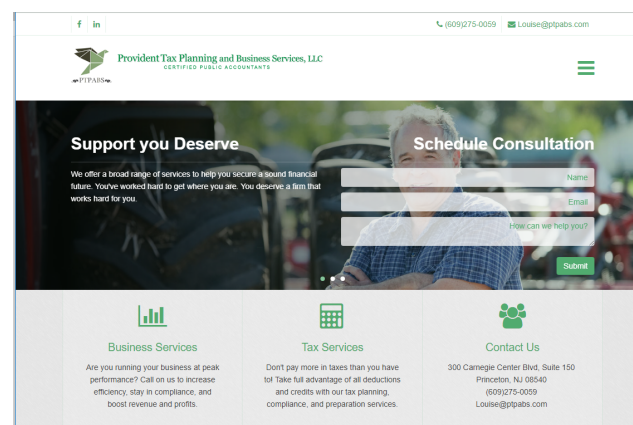 f in
(609)275-0059 Louise@ptpabs.com
Provident Tax Planning and Business Services, LLC
CERTIFIED PUBLIC ACCOUNTANTS
PTPABS
Support you Deserve
We offer a broad range of services to help you secure a sound financial
future. You've worked hard to get where you are. You deserve a firm that
works hard for you.
Schedule Consultation
Name
Email
How can we help you?
Submit
Business Services
Are you running your business at peak
performance? Call on us to increase
efficiency, stay in compliance, and
boost revenue and profits.
Tax Services
Don't pay more in taxes than you have
to! Take full advantage of all deductions
and credits with our tax planning,
compliance, and preparation services.
Contact Us
300 Carnegie Center Blvd, Suite 150
Princeton, NJ 08540
(609)275-0059
Louise@ptpabs.com